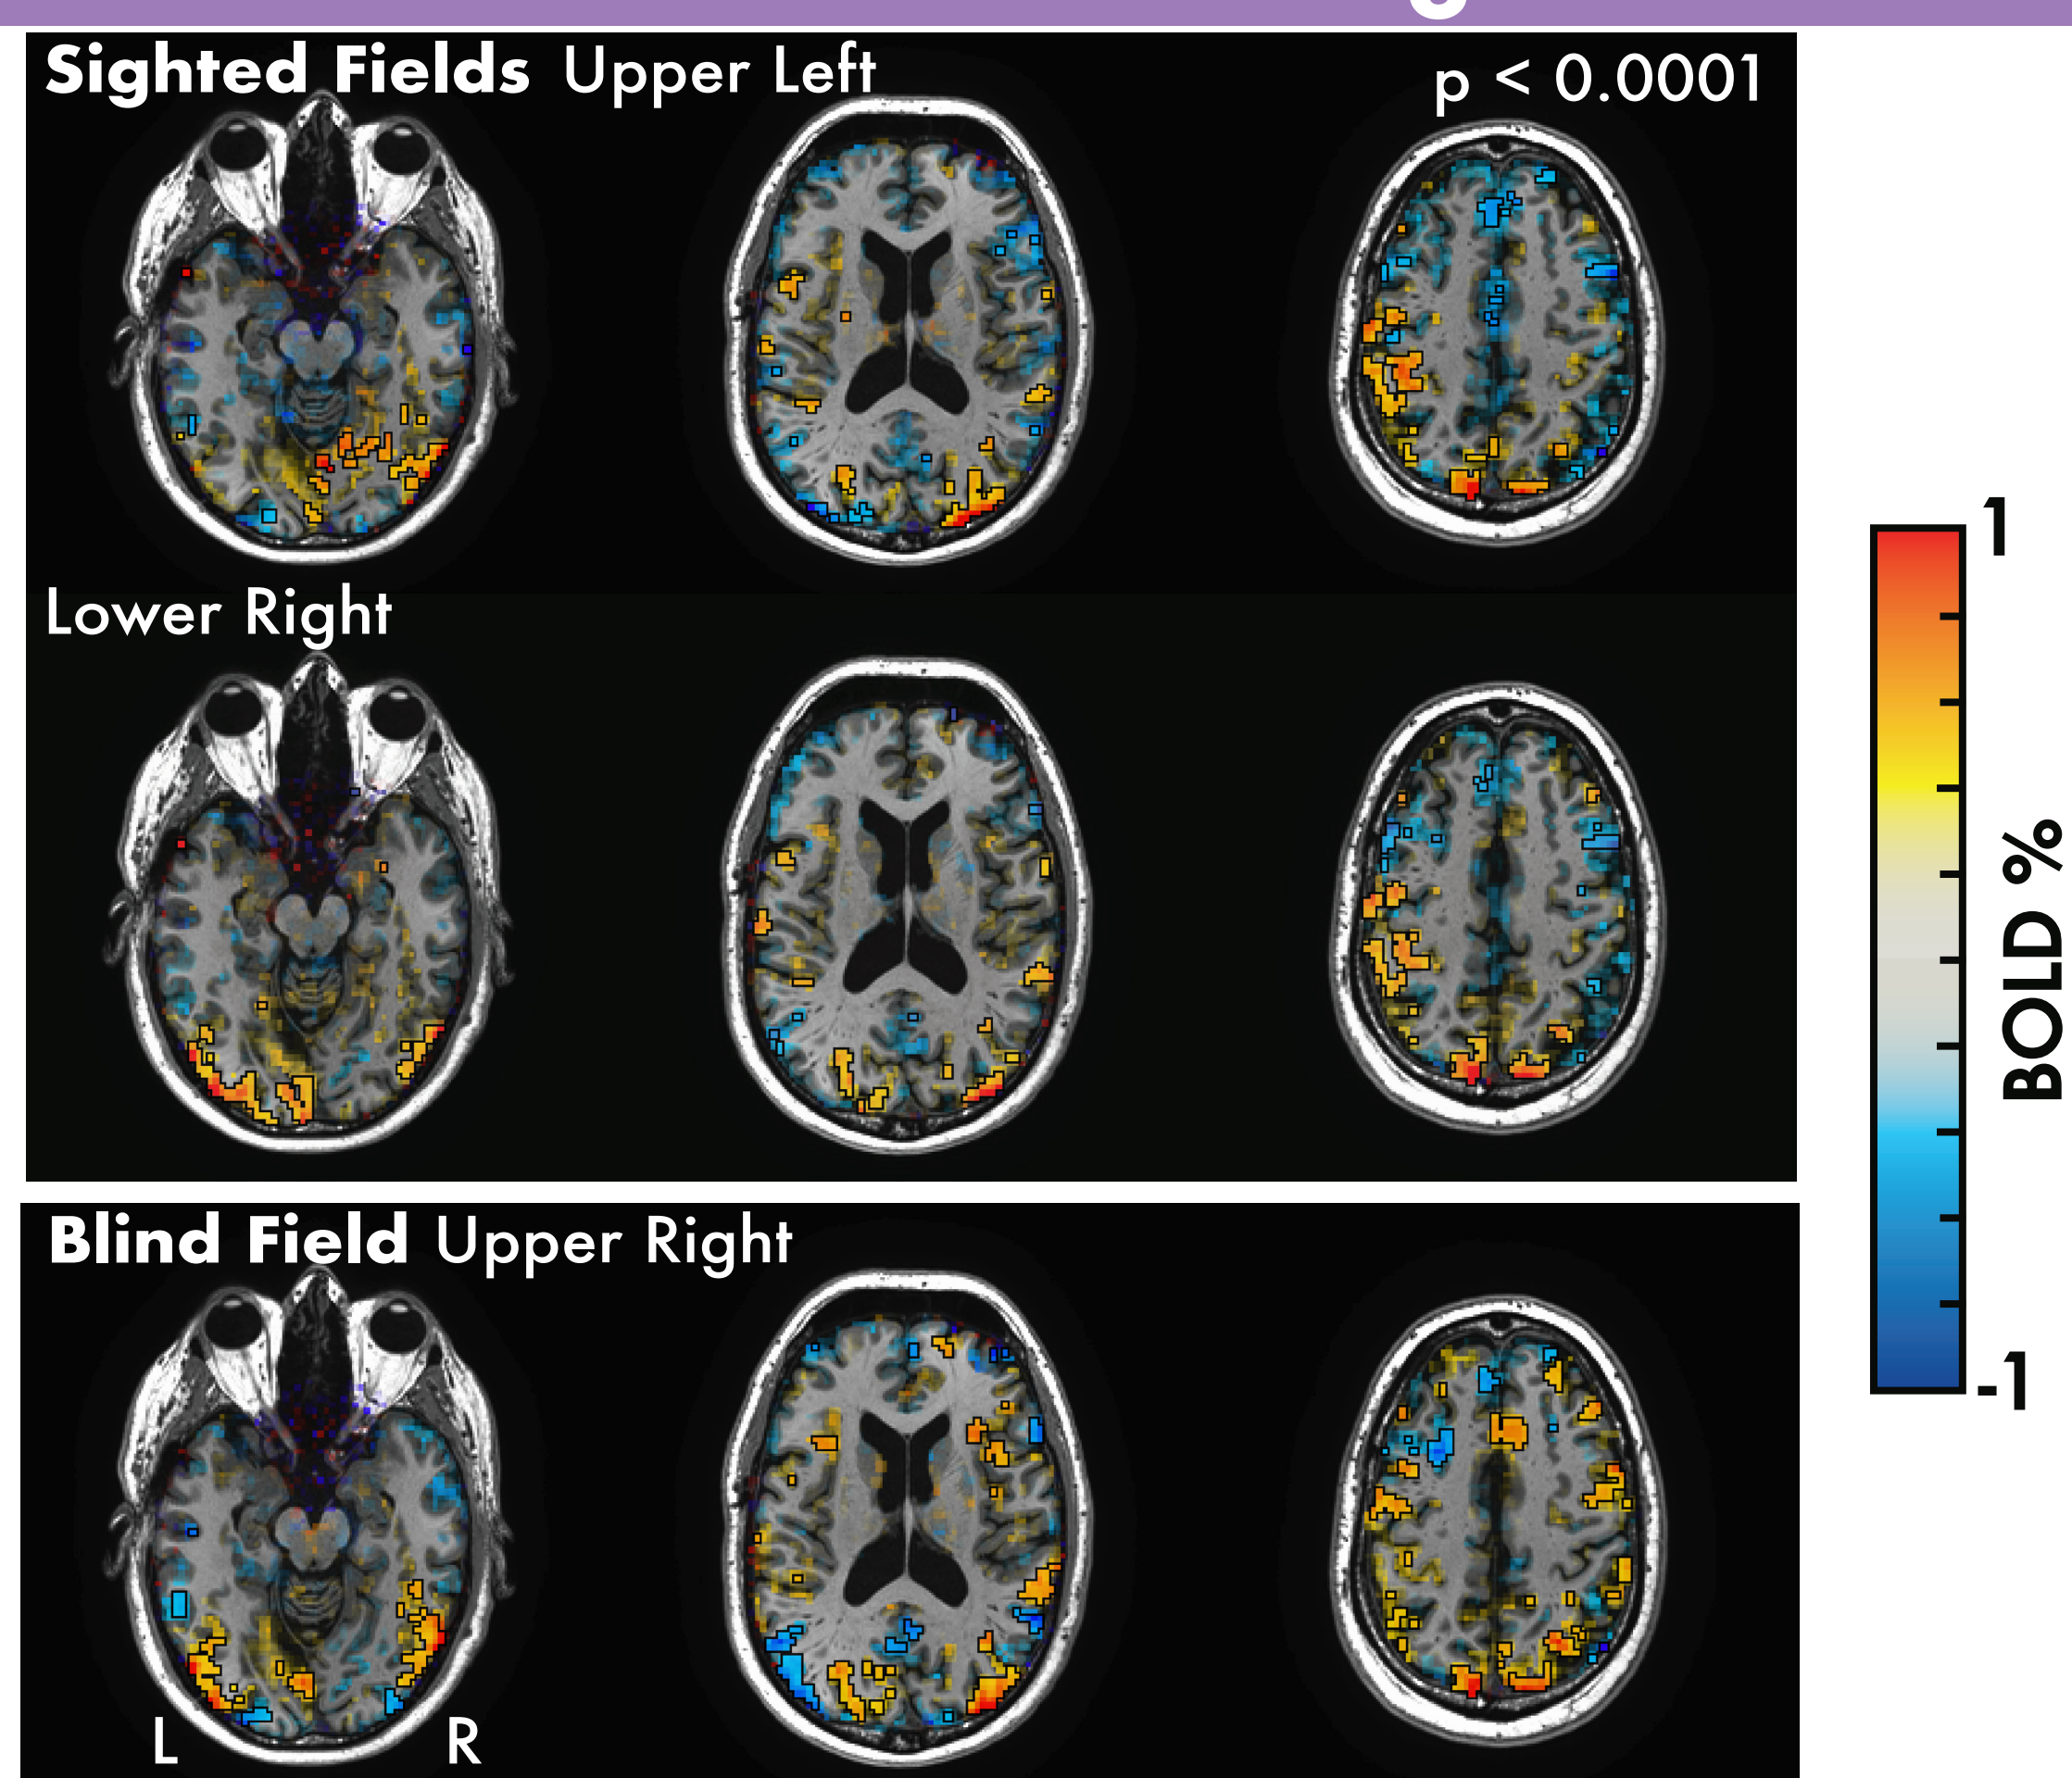 Sighted Fields Upper Left
p < 0.0001
Lower Right
Blind Field Upper Right
L
R
1
BOLD %
-1